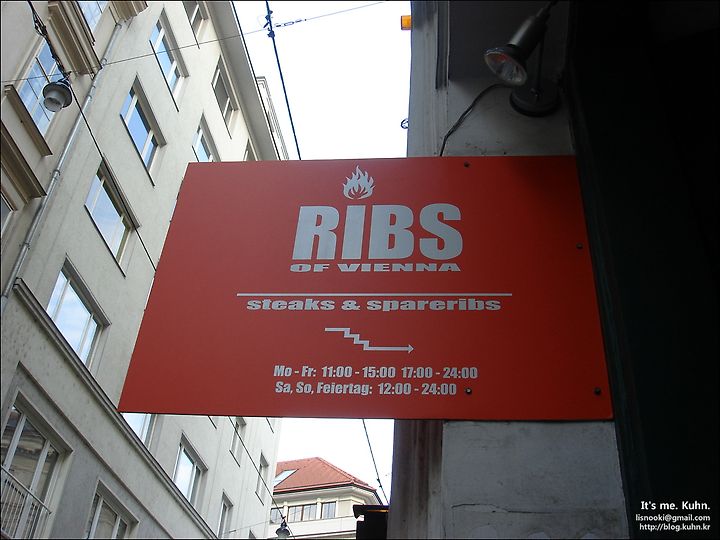 RIBS
OF VIENNA
steaks & spareribs
Mo - Fr: 11:00 - 15:00 17:00 - 24:00
Sa, So, Feiertag: 12:00 - 24:00
It's me. Kuhn.
lisnooki@gmail.com
http://blog.kuhn.kr